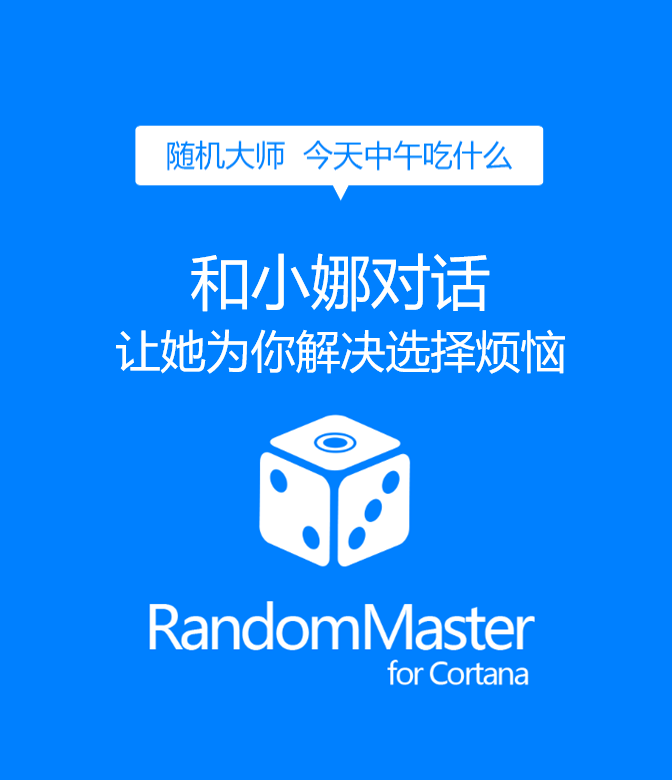 随机大师 今天中午吃什么
和小娜对话
让她为你解决选择烦恼
RandomMaster
for Cortana